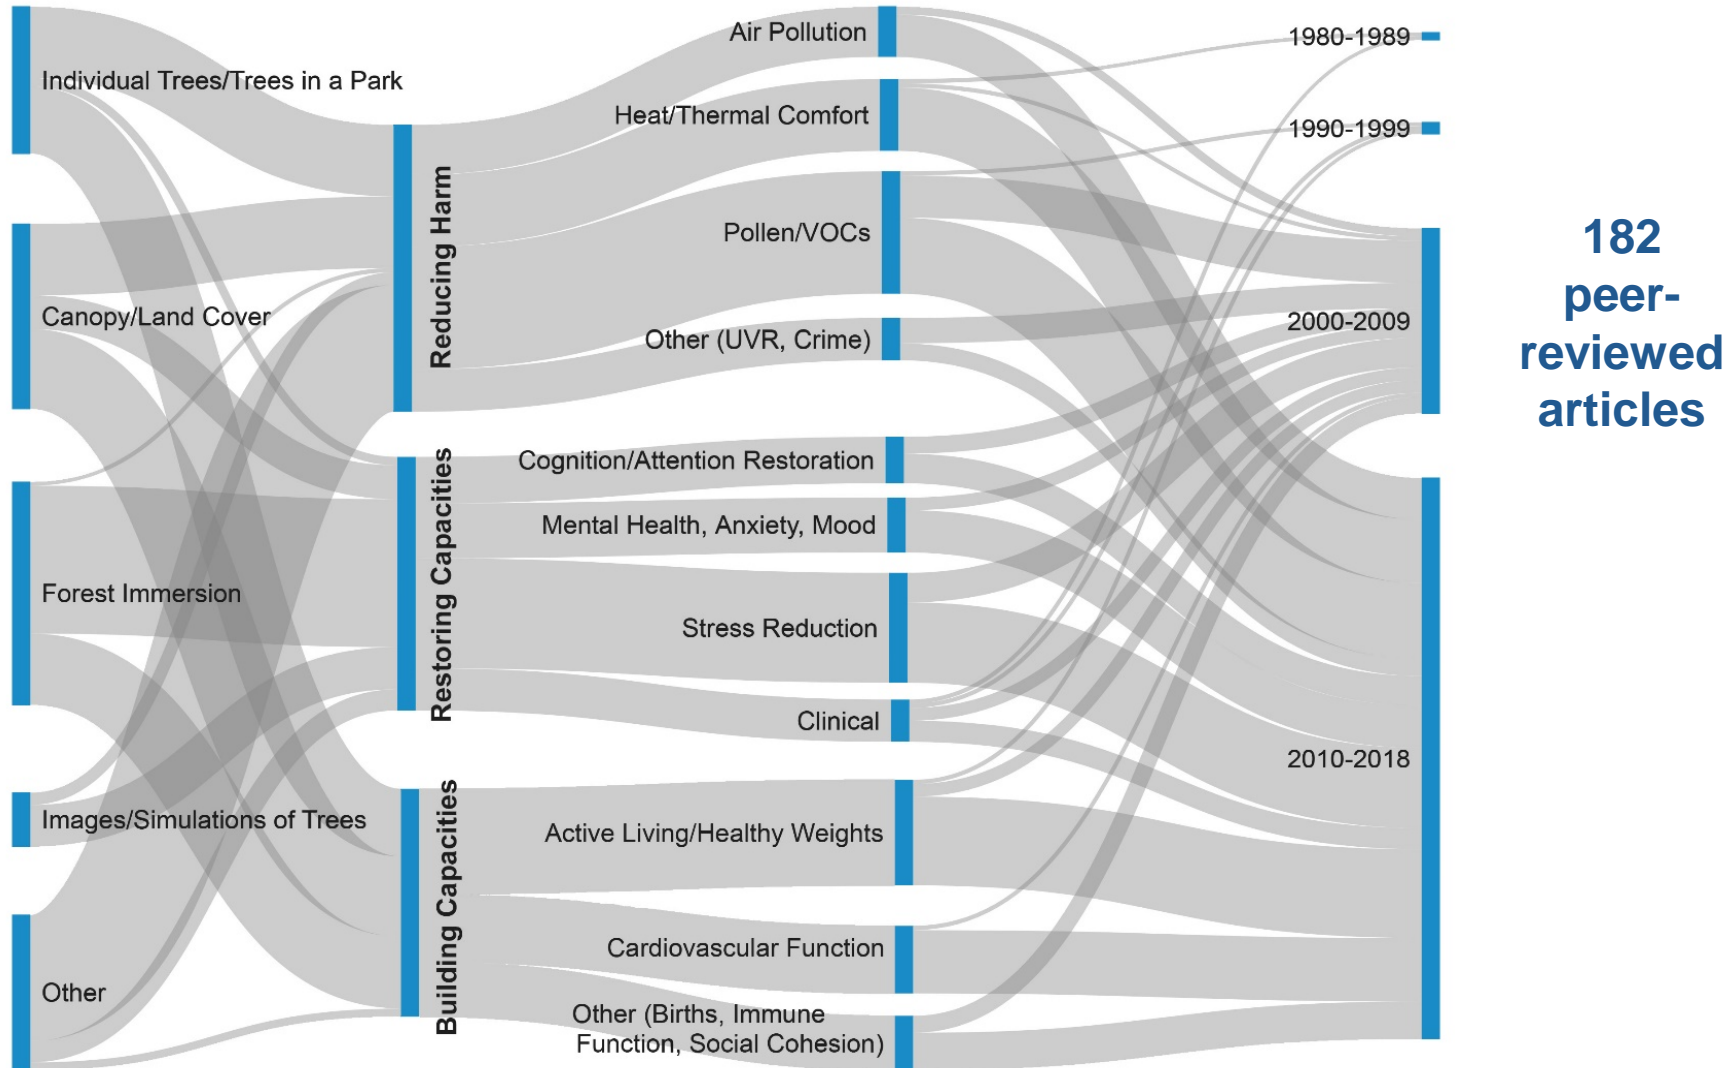 Individual Trees/Trees in a Park
Canopy/Land Cover
Forest Immersion
Images/Simulations of Trees
Other
Reducing Harm
Restoring Capacities
Building Capacities
Air Pollution
Heat/Thermal Comfort
Pollen/VOCs
Other (UVR, Crime)
Cognition/Attention Restoration
Mental Health, Anxiety, Mood
Stress Reduction
Clinical
Active Living/Healthy Weights
Cardiovascular Function
Other (Births, Immune
Function, Social Cohesion)
1980-1989
1990-1999
2000-2009
2010-2018
182
peer-
reviewed
articles